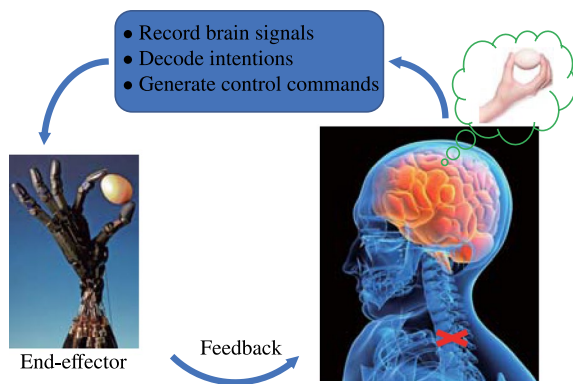 ● Record brain signals
● Decode intentions
● Generate control commands
End-effector
Feedback